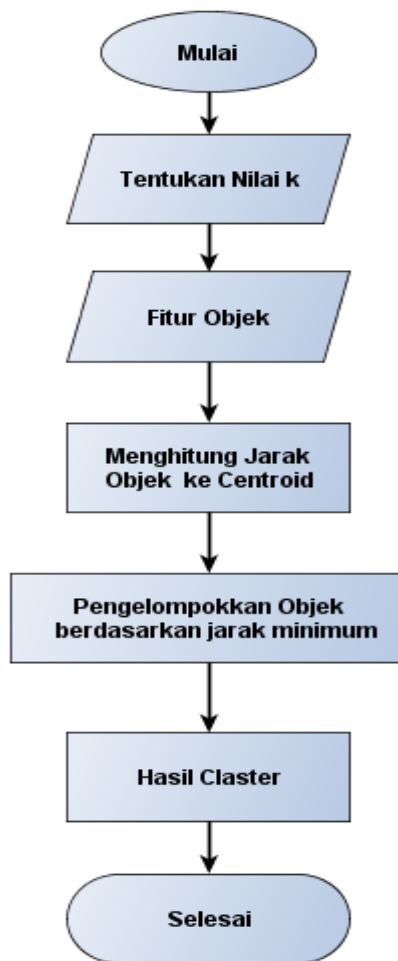 Mulai
Tentukan Nilai k
Fitur Objek
Menghitung Jarak
Objek ke Centroid
Pengelompokkan Objek
berdasarkan jarak minimum
Hasil Claster
Selesai